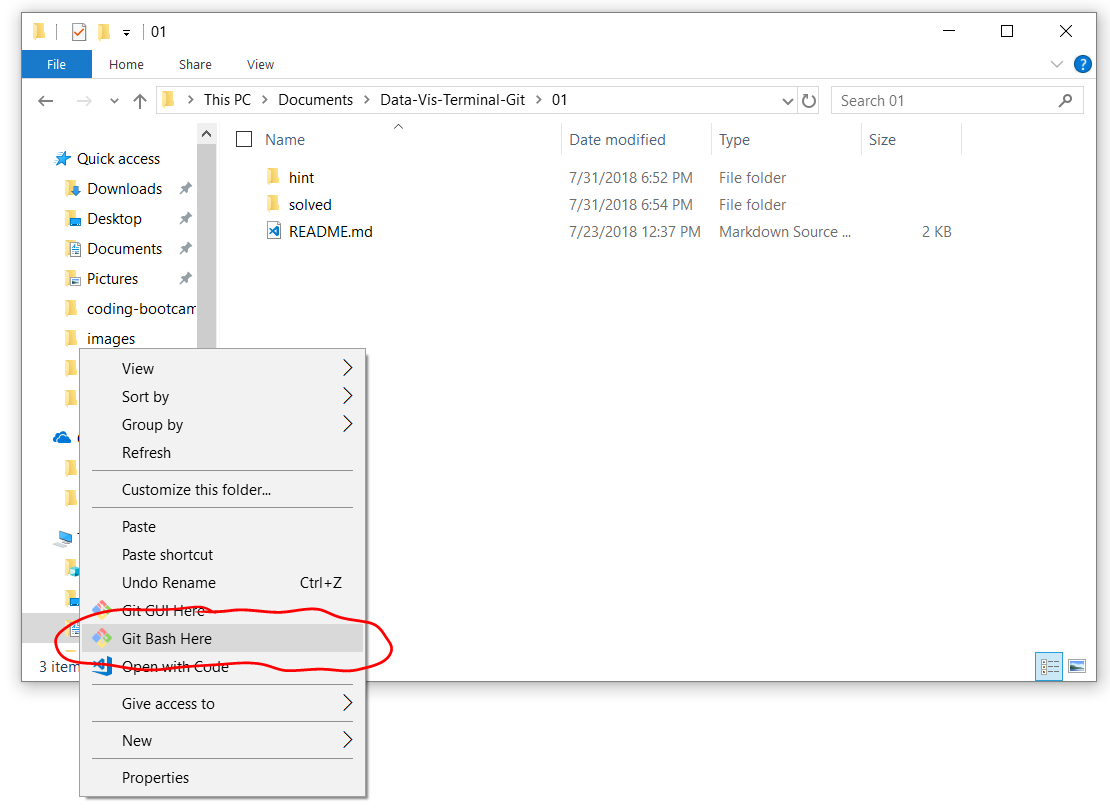 01
File Home Share View ?
This PC Documents Data-Vis-Terminal-Git 01 Search 01
Name Date modified Type Size
Quick access
Downloads
Desktop
Documents
Pictures
coding-bootcam
images
hint 7/31/2018 6:52 PM File folder
solved 7/31/2018 6:54 PM File folder
README.md 7/23/2018 12:37 PM Markdown Source ... 2 KB
View
Sort by
Group by
Refresh
Customize this folder...
Paste
Paste shortcut
Undo Rename Ctrl+Z
Git GUI Here
Git Bash Here
Open with Code
Give access to
New
Properties
3 item